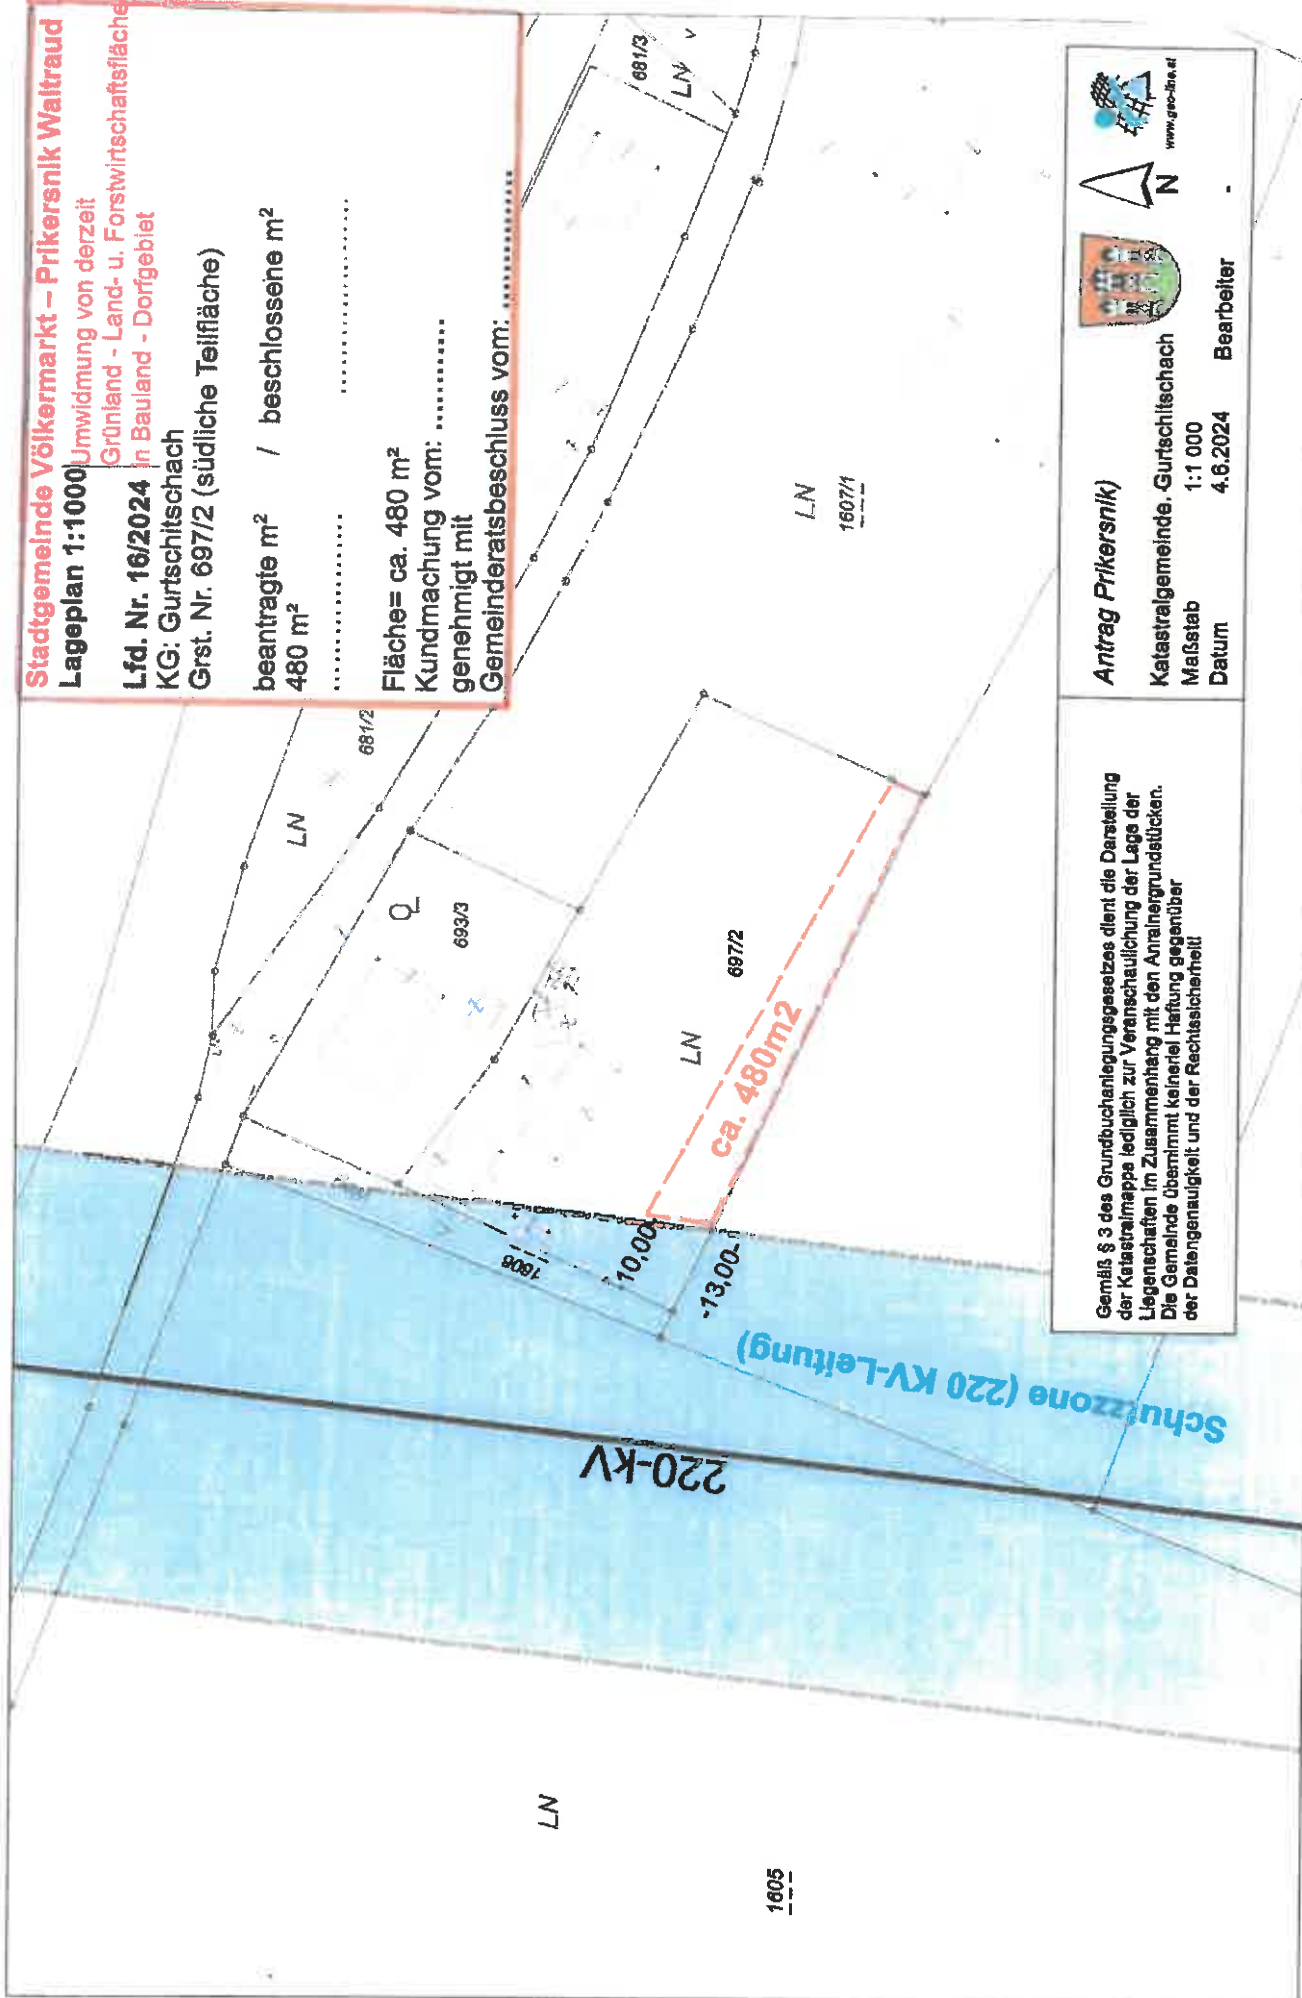 Stadtgemeinde Völkermarkt – Prikersnik Waltraud
Lageplan 1:1000
Umwidmung von derzeit
Grünland - Land- u. Forstwirtschaftsfläche
in Bauland - Dorfgebiet
Lfd. Nr. 16/2024
KG: Gurtschitschach
Grst. Nr. 697/2 (südliche Teilfläche)
beantragte m² / beschlossene m²
480 m²
.................... ....................
Fläche= ca. 480 m²
Kundmachung vom: ..........
genehmigt mit
Gemeinderatsbeschluss vom: ..............
681/3
LN
681/2
LN
693/3
697/2
LN
LN
1607/1
ca. 480m2
1606
10,00
-13,00-
Schutzzone (220 KV-Leitung)
220-kV
LN
1605
Gemäß § 3 des Grundbuchanlegungsgesetzes dient die Darstellung
der Katastralmappe lediglich zur Veranschaulichung der Lage der
Liegenschaften im Zusammenhang mit den Anrainergrundstücken.
Die Gemeinde übernimmt keinerlei Haftung gegenüber
der Datengenauigkeit und der Rechtssicherheit!
Antrag Prikersnik)
Katastralgemeinde. Gurtschitschach
Maßstab 1:1 000
Datum 4.6.2024 Bearbeiter -
N
www.geo-line.at